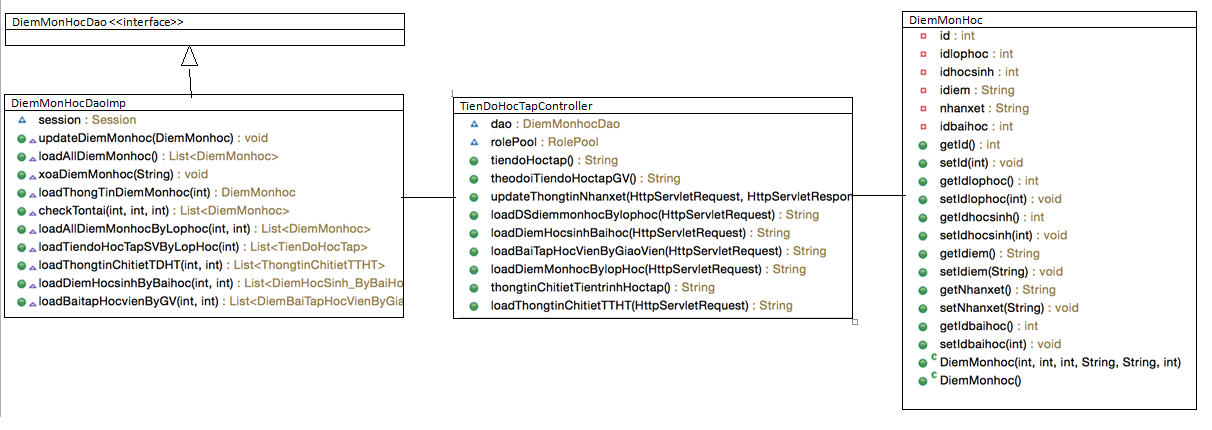 DiemMonHocDao <<interface>>
DiemMonHocDaoImp
session : Session
updateDiemMonhoc(DiemMonhoc) : void
loadAllDiemMonhoc() : List<DiemMonhoc>
xoaDiemMonhoc(String) : void
loadThongTinDiemMonhoc(int) : DiemMonhoc
checkTontai(int, int, int) : List<DiemMonhoc>
loadAllDiemMonhocByLophoc(int, int) : List<DiemMonhoc>
loadTiendoHocTapSVByLopHoc(int) : List<TienDoHocTap>
loadThongtinChitietTDHT(int, int) : List<ThongtinChitietTTHT>
loadDiemHocsinhByBaihoc(int, int) : List<DiemHocSinh_ByBaiHo
loadBaitapHocvienByGV(int, int) : List<DiemBaiTapHocVienByGia
TienDoHocTapController
dao : DiemMonhocDao
rolePool : RolePool
tiendoHoctap() : String
theodoiTiendoHoctapGV() : String
updateThongtinNhanxet(HttpServletRequest, HttpServletRespon
loadDSdiemmonhocBylophoc(HttpServletRequest) : String
loadDiemHocsinhBaihoc(HttpServletRequest) : String
loadBaiTapHocVienByGiaoVien(HttpServletRequest) : String
loadDiemMonhocBylopHoc(HttpServletRequest) : String
thongtinChitietTientrinhHoctap() : String
loadThongtinChitietTTHT(HttpServletRequest) : String
DiemMonHoc
id : int
idlophoc : int
idhocsinh : int
idiem : String
nhanxet : String
idbaihoc : int
getId() : int
setId(int) : void
getIdlophoc() : int
setIdlophoc(int) : void
getIdhocsinh() : int
setIdhocsinh(int) : void
getIdiem() : String
setIdiem(String) : void
getNhanxet() : String
setNhanxet(String) : void
getIdbaihoc() : int
setIdbaihoc(int) : void
DiemMonhoc(int, int, int, String, String, int)
DiemMonhoc()